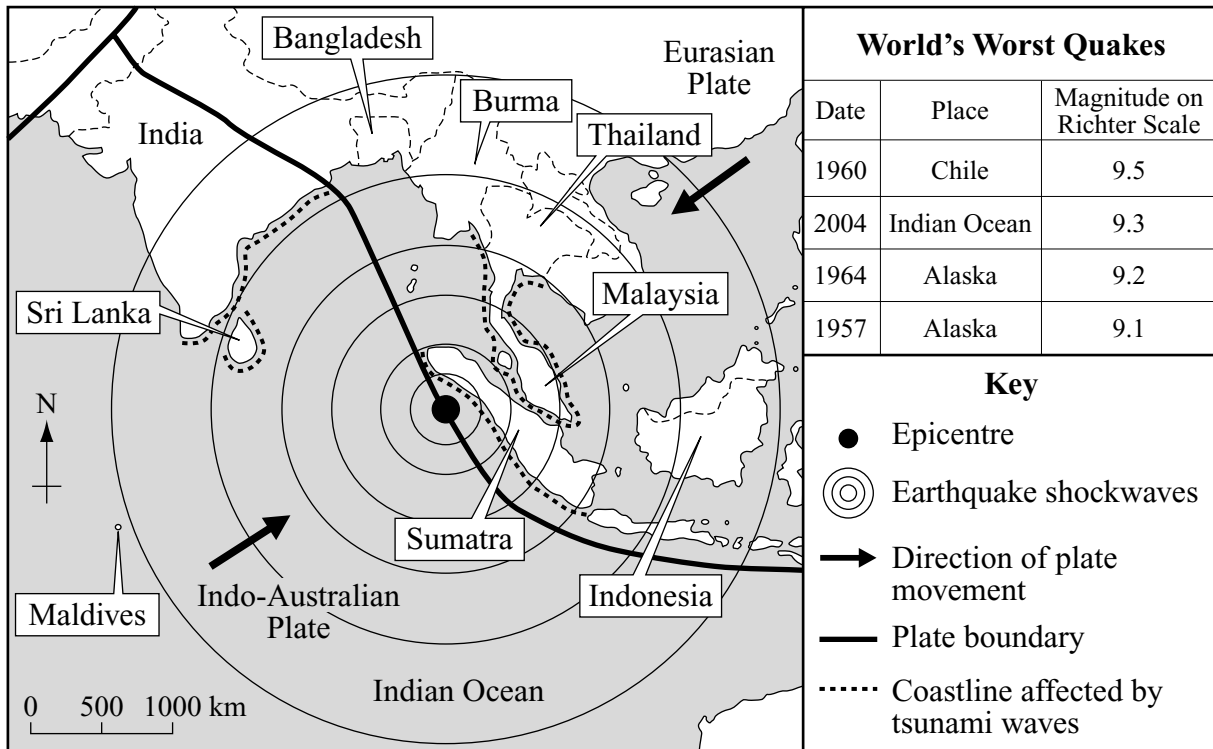 Bangladesh
Eurasian
Plate
Burma
India
Thailand
Malaysia
Sri Lanka
N
Sumatra
Indo-Australian
Plate
Maldives
Indonesia
Indian Ocean
0 500 1000 km
World's Worst Quakes
Date Place Magnitude on
Richter Scale
1960 Chile 9.5
2004 Indian Ocean 9.3
1964 Alaska 9.2
1957 Alaska 9.1
Key
Epicentre
Earthquake shockwaves
Direction of plate
movement
Plate boundary
Coastline affected by
tsunami waves